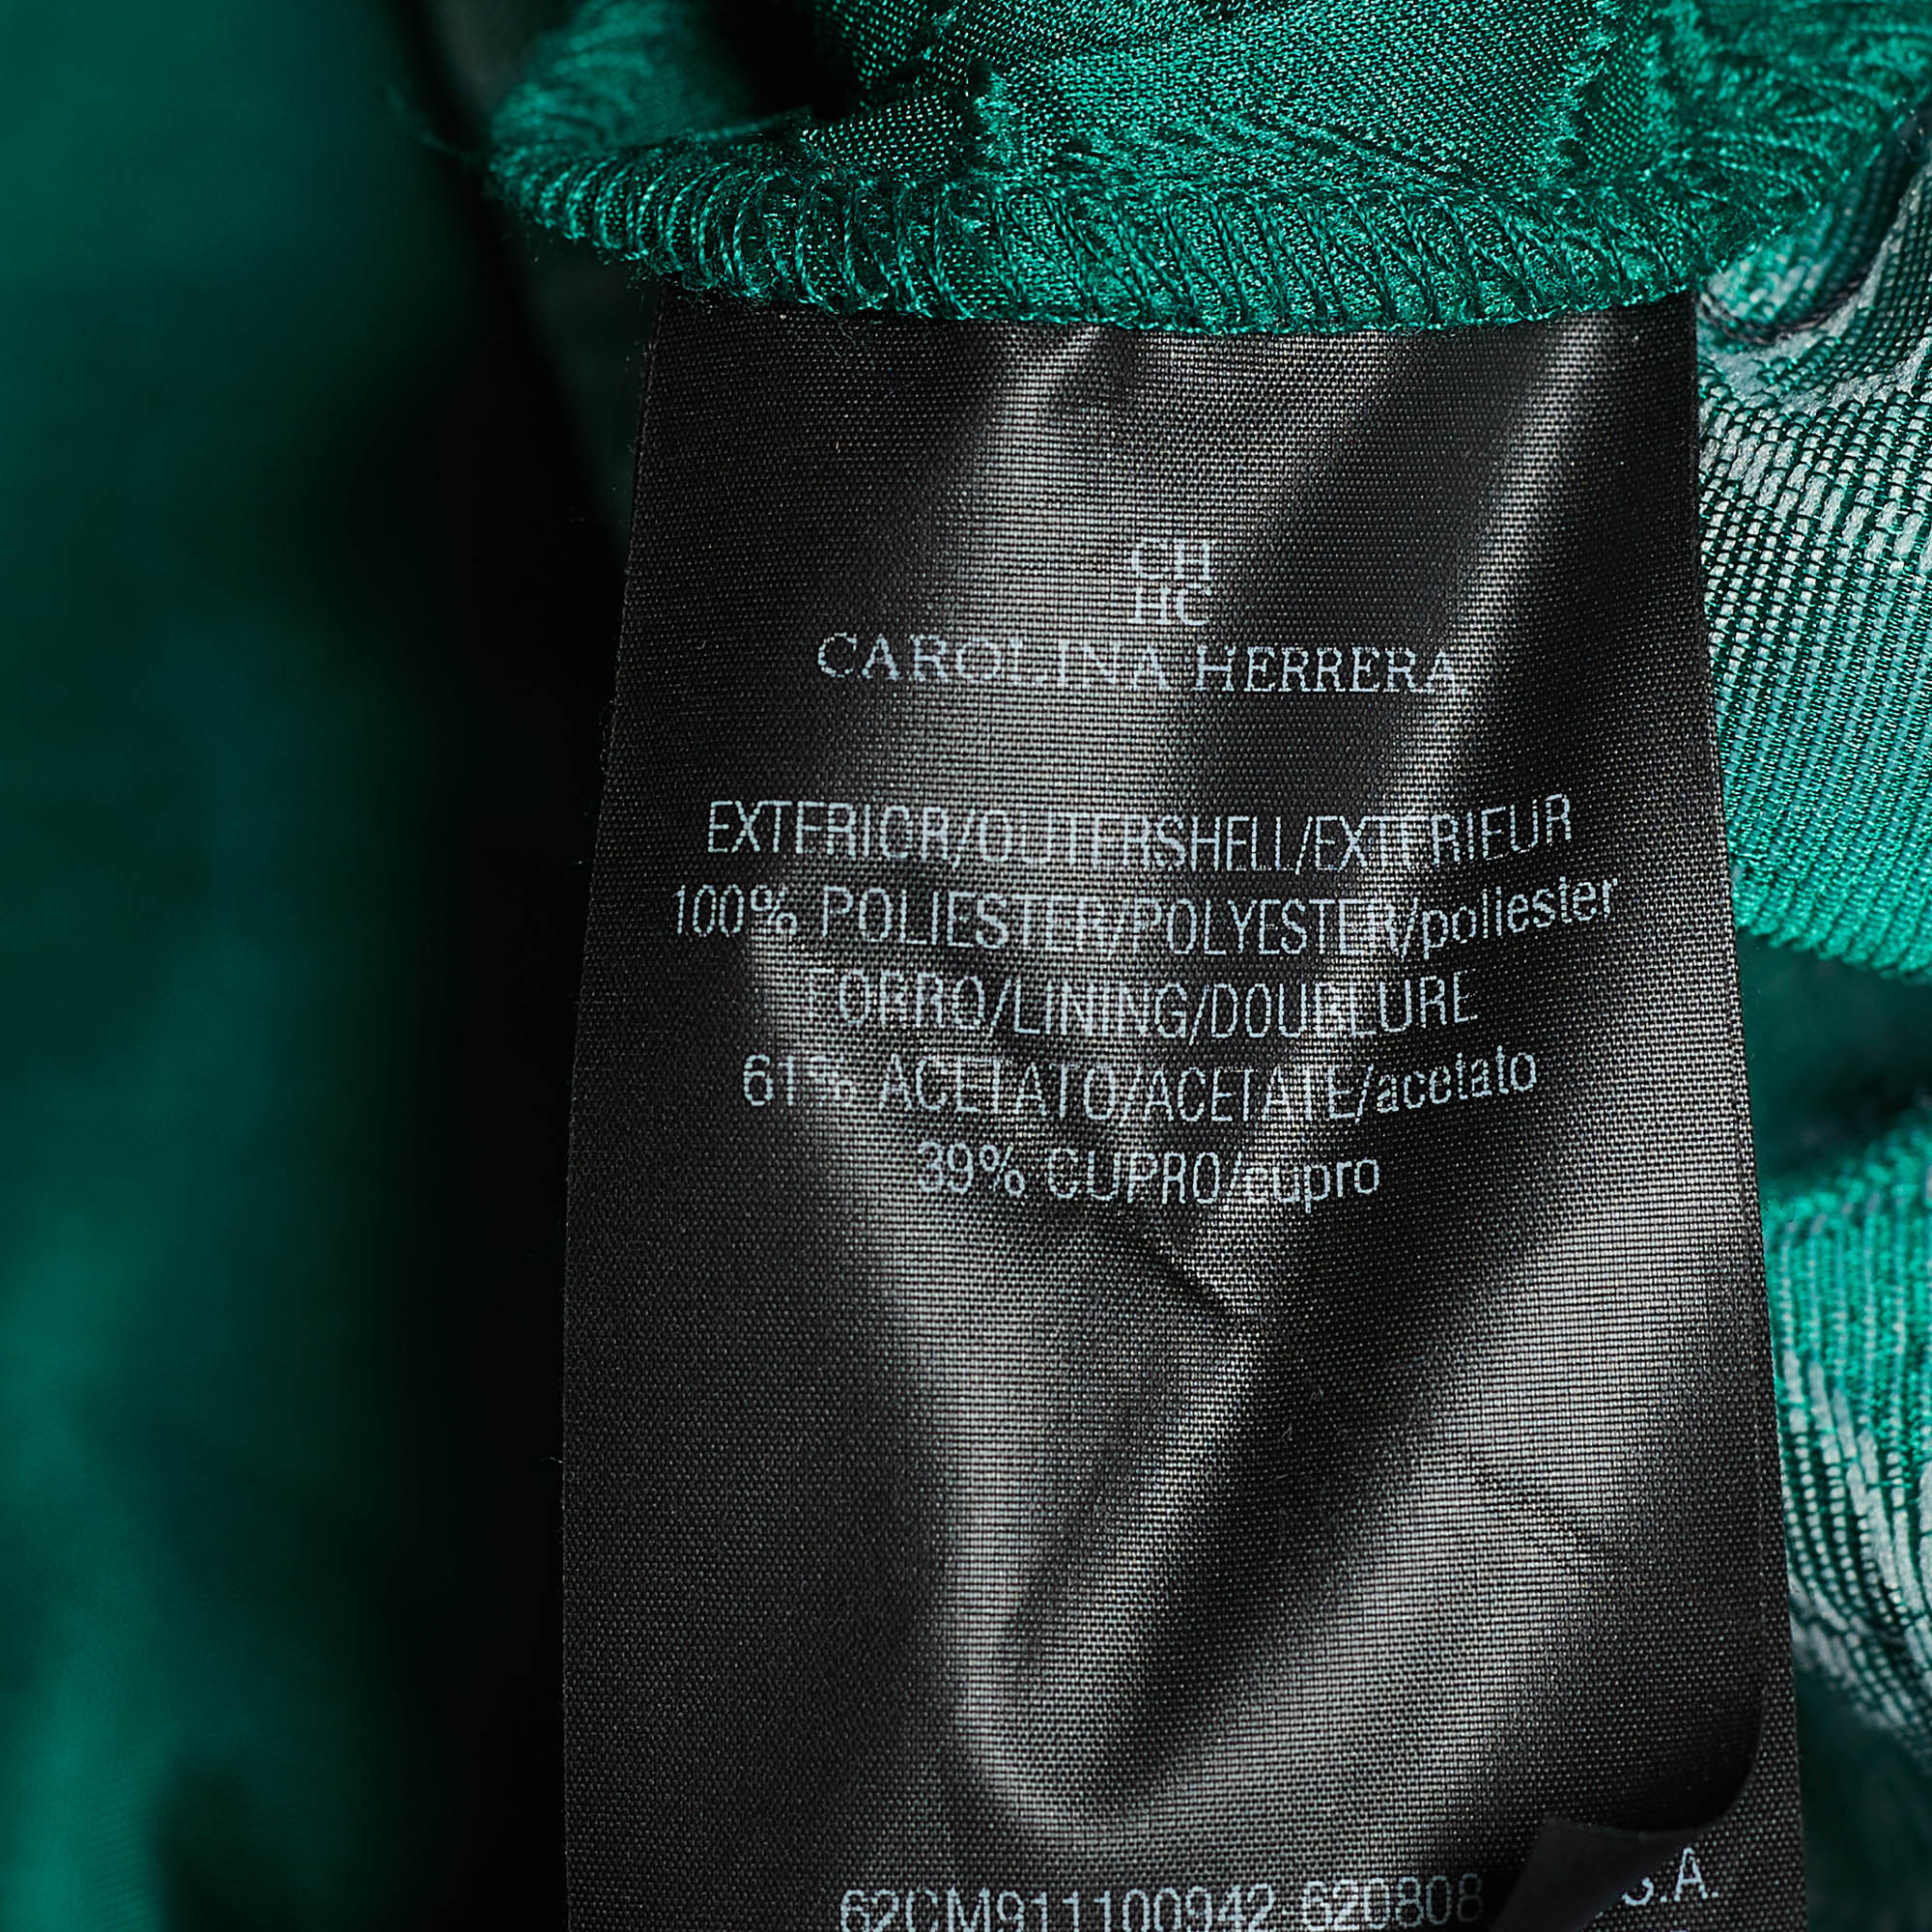 CH
HC
CAROLINA HERRERA
EXTERIOR/OUTERSHELL/EXTERIEUR
100% POLIESTER/POLYESTER/poliester
FORRO/LINING/DOUBLURE
61% ACETATO/ACETATE/acetato
39% CUPRO/cupro
62CM911100942 620808